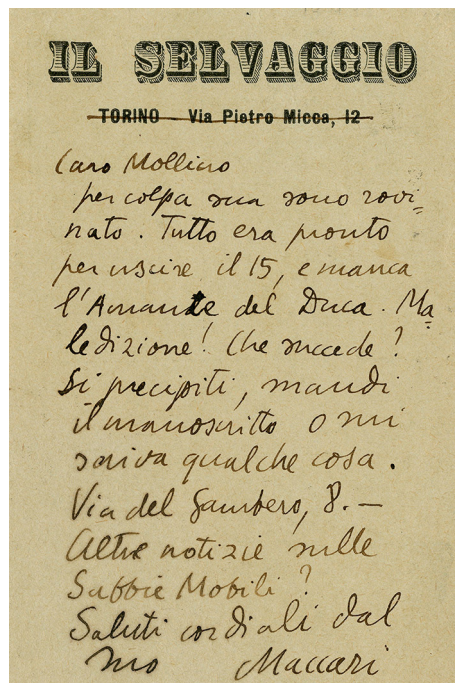 IL SELVAGGIO
TORINO - Via Pietro Micca, 12
Caro Mollino
per colpa sua sono rovi=
nato. Tutto era pronto
per uscire il 15, e manca
l'Amante del Duca. Ma=
ledizione! Che succede?
Si precipiti, mandi
il manoscritto o mi
scriva qualche cosa.
Via del Gambero, 8. —
Altre notizie sulle
Sabbie Mobili?
Saluti cordiali dal
suo Maccari